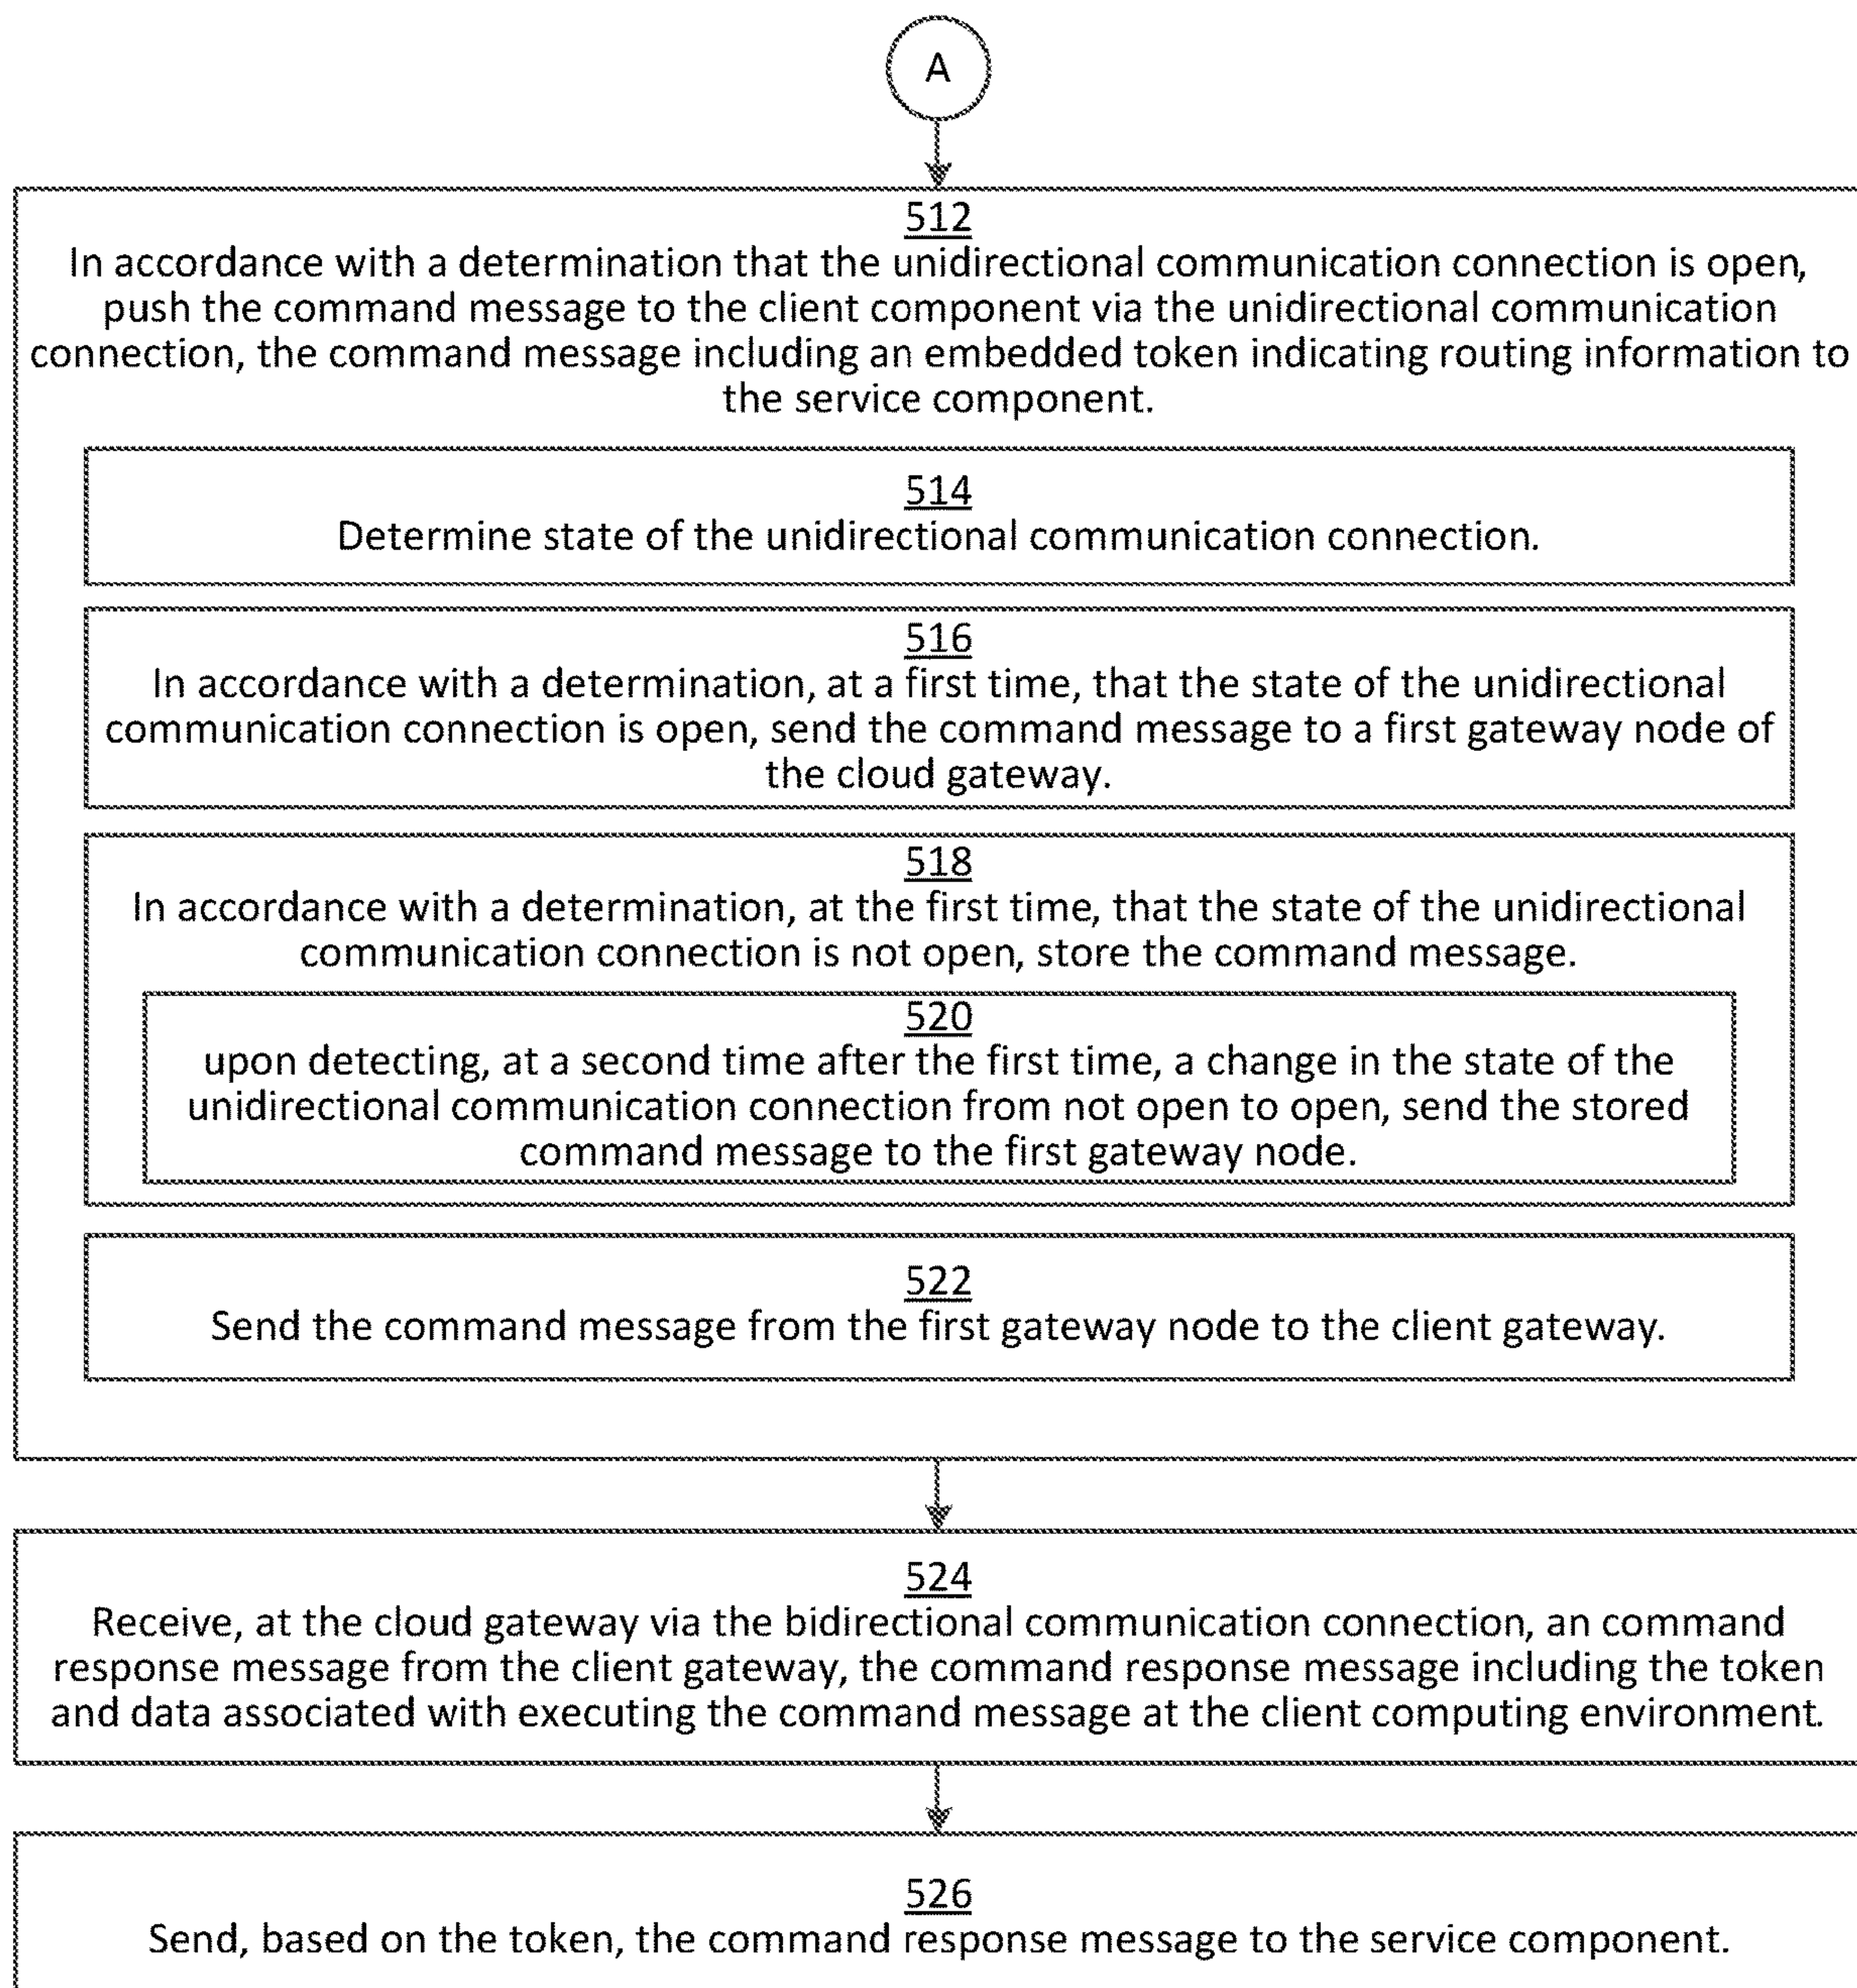 A
512
In accordance with a determination that the unidirectional communication connection is open,
push the command message to the client component via the unidirectional communication
connection, the command message including an embedded token indicating routing information to
the service component.
514
Determine state of the unidirectional communication connection.
516
In accordance with a determination, at a first time, that the state of the unidirectional
communication connection is open, send the command message to a first gateway node of
the cloud gateway.
518
In accordance with a determination, at the first time, that the state of the unidirectional
communication connection is not open, store the command message.
520
upon detecting, at a second time after the first time, a change in the state of the
unidirectional communication connection from not open to open, send the stored
command message to the first gateway node.
522
Send the command message from the first gateway node to the client gateway.
524
Receive, at the cloud gateway via the bidirectional communication connection, an command
response message from the client gateway, the command response message including the token
and data associated with executing the command message at the client computing environment.
526
Send, based on the token, the command response message to the service component.